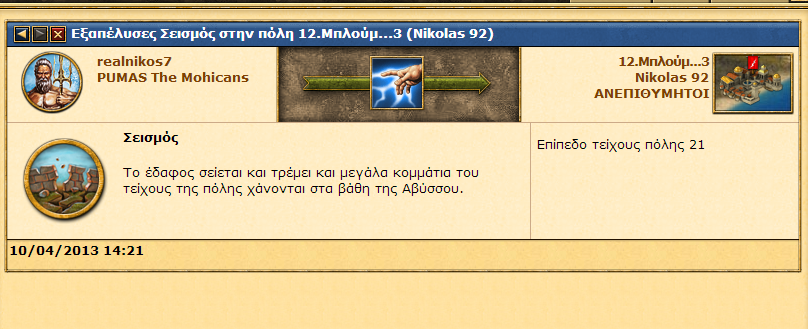 Εξαπέλυσες Σεισμός στην πόλη 12.Μπλούμ...3 (Nikolas 92)
realnikos7
PUMAS The Mohicans
12.Μπλούμ...3
Nikolas 92
ΑΝΕΠΙΘΥΜΗΤΟΙ
Σεισμός
Το έδαφος σείεται και τρέμει και μεγάλα κομμάτια του
τείχους της πόλης χάνονται στα βάθη της Αβύσσου.
Επίπεδο τείχους πόλης 21
10/04/2013 14:21